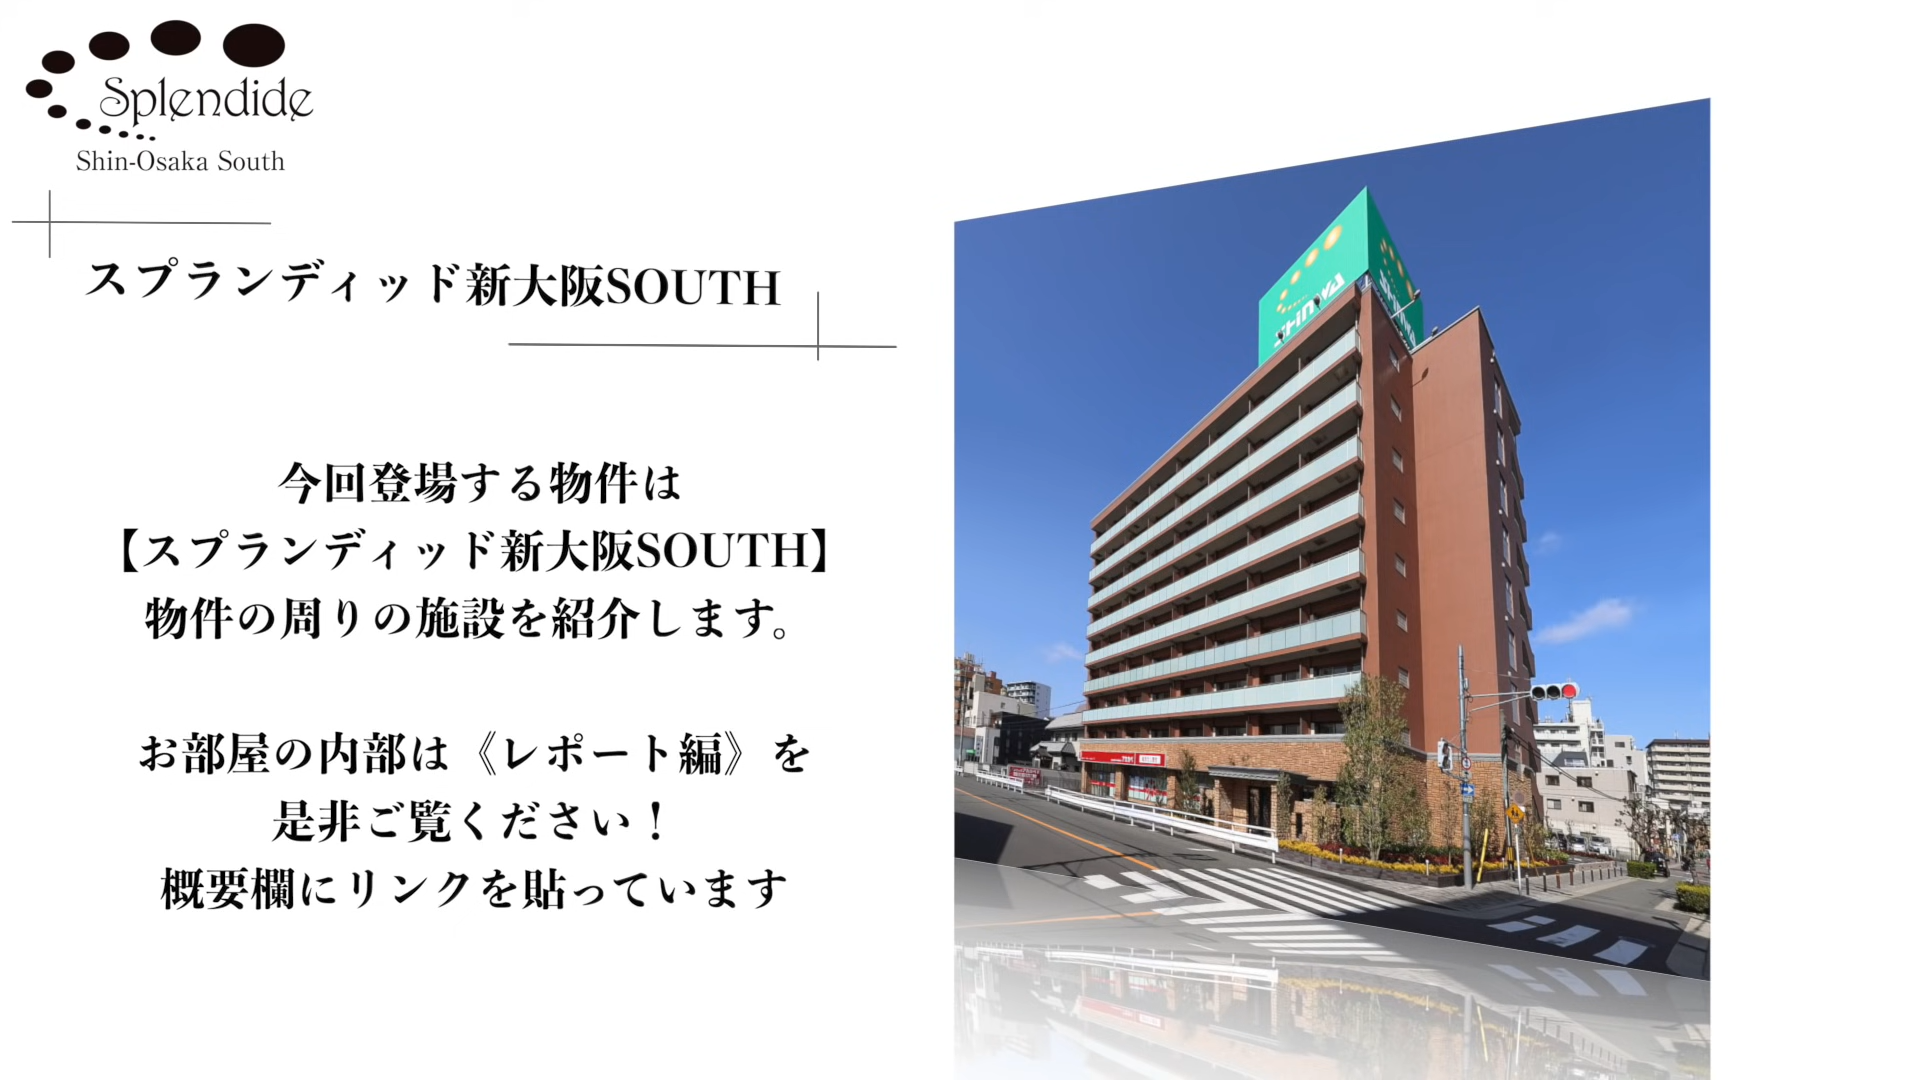 Splendide
Shin-Osaka South
スプランディッド新大阪SOUTH
今回登場する物件は
【スプランディッド新大阪SOUTH】
物件の周りの施設を紹介します。
お部屋の内部は《レポート編》を
是非ご覧ください！
概要欄にリンクを貼っています
SHINWA
SHINWA